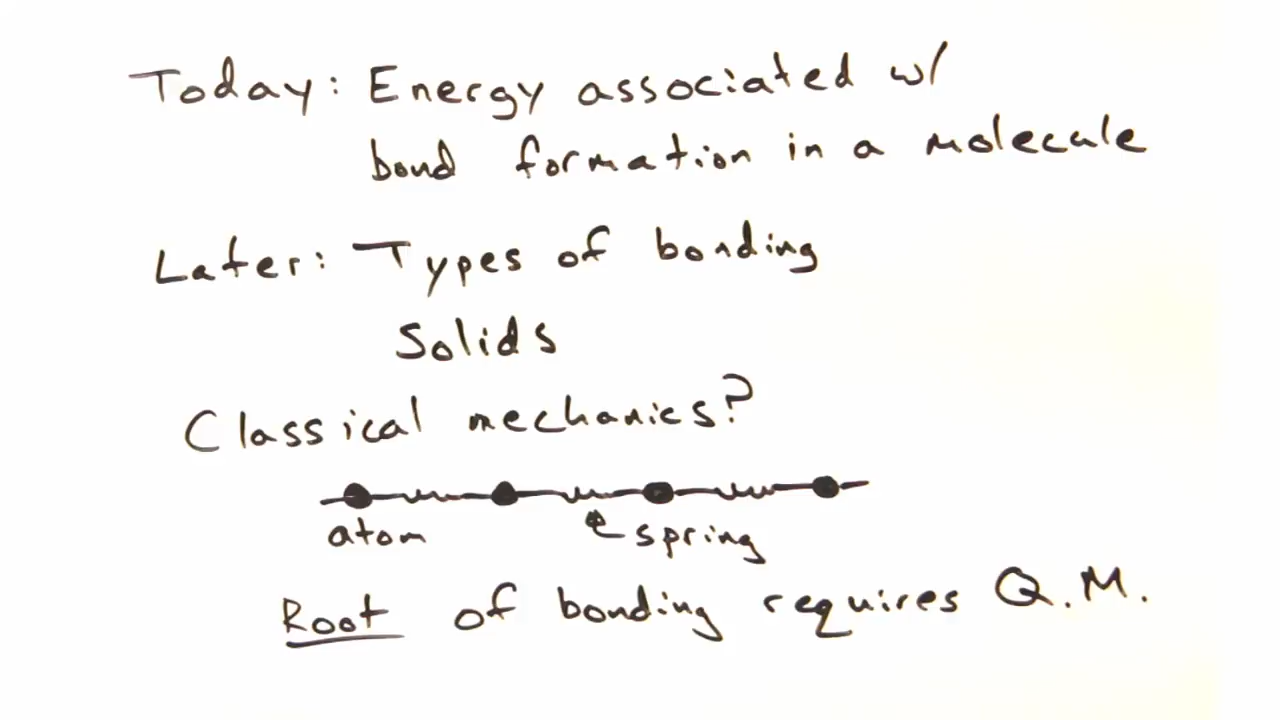 Today: Energy associated w/
bond formation in a molecule
Later: Types of bonding
Solids
Classical mechanics?
atom
spring
Root of bonding requires Q.M.